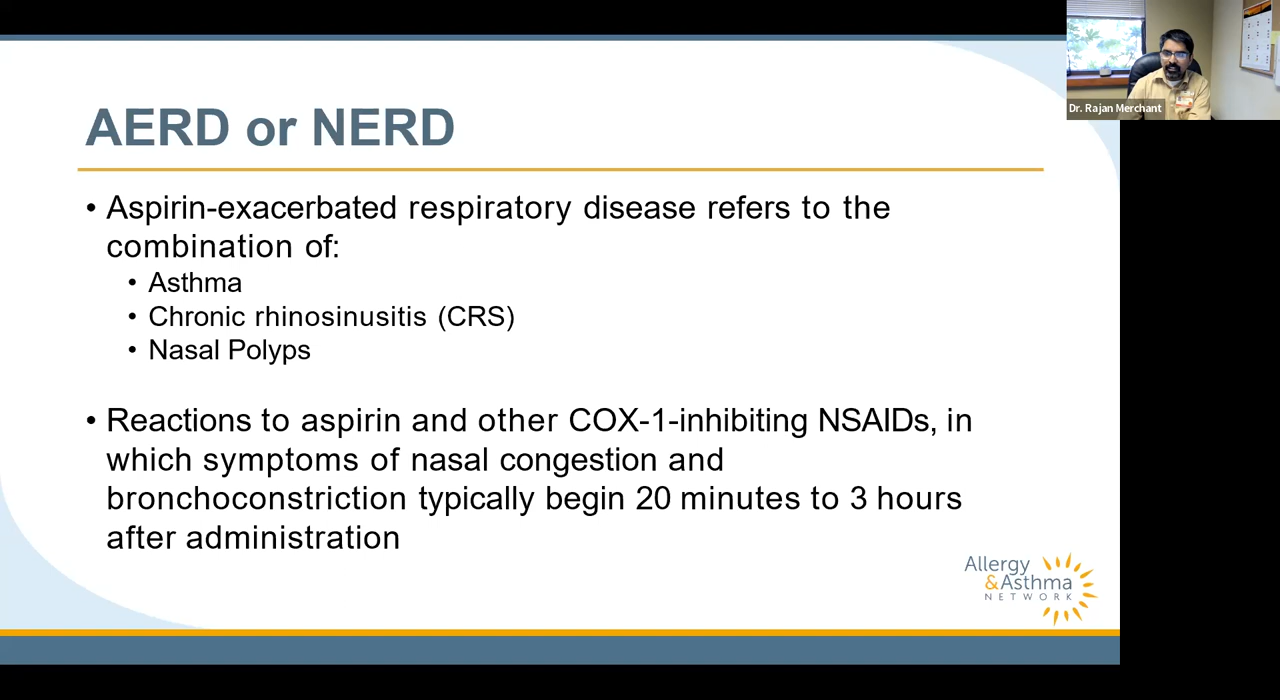 Dr. Rajan Merchant
AERD or NERD
• Aspirin-exacerbated respiratory disease refers to the
combination of:
• Asthma
• Chronic rhinosinusitis (CRS)
• Nasal Polyps
• Reactions to aspirin and other COX-1-inhibiting NSAIDs, in
which symptoms of nasal congestion and
bronchoconstriction typically begin 20 minutes to 3 hours
after administration
Allergy
&Asthma
NETWORK